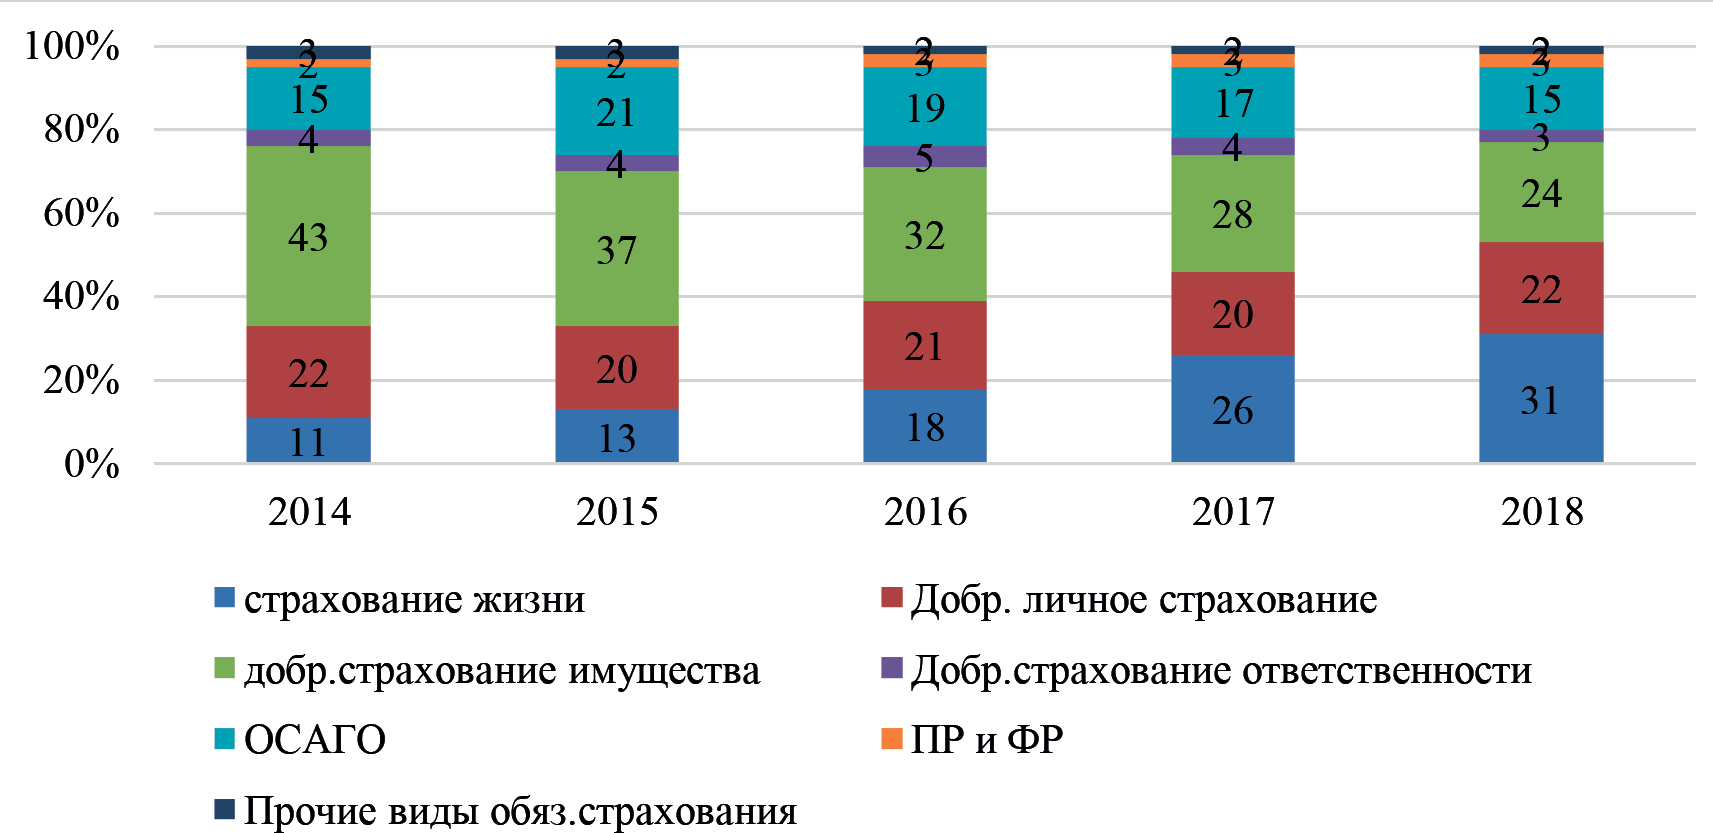 100%
80%
60%
40%
20%
0%
3 3 2 2 2
2 2 3 3 3
15 21 19 17 15
4 4 5 4 3
43 37 32 28 24
22 20 21 20 22
11 13 18 26 31
2014 2015 2016 2017 2018
страхование жизни Добр. личное страхование
добр.страхование имущества Добр.страхование ответственности
ОСАГО ПР и ФР
Прочие виды обяз.страхования